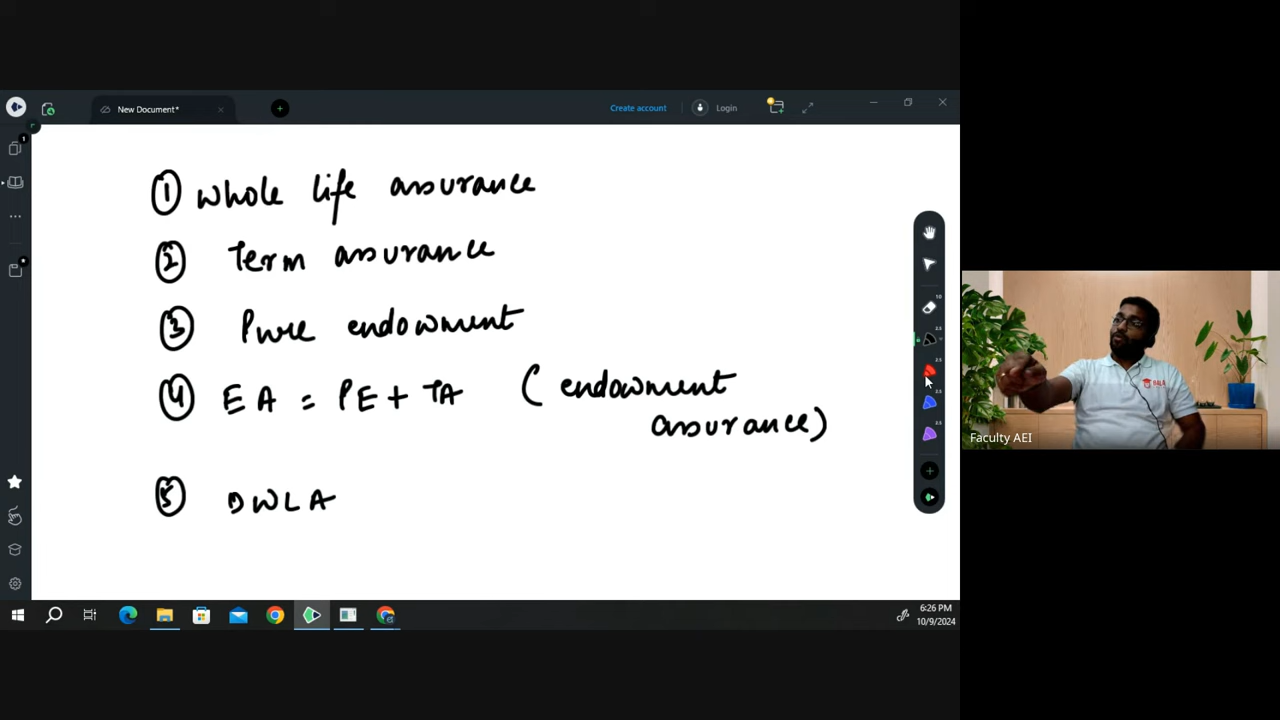 New Document*
Create account
Login
① Whole life assurance
② Term assurance
③ Pure endowment
④ EA = PE + TA (endowment
assurance)
⑤ DWLA
Faculty AEI
6:26 PM
10/9/2024